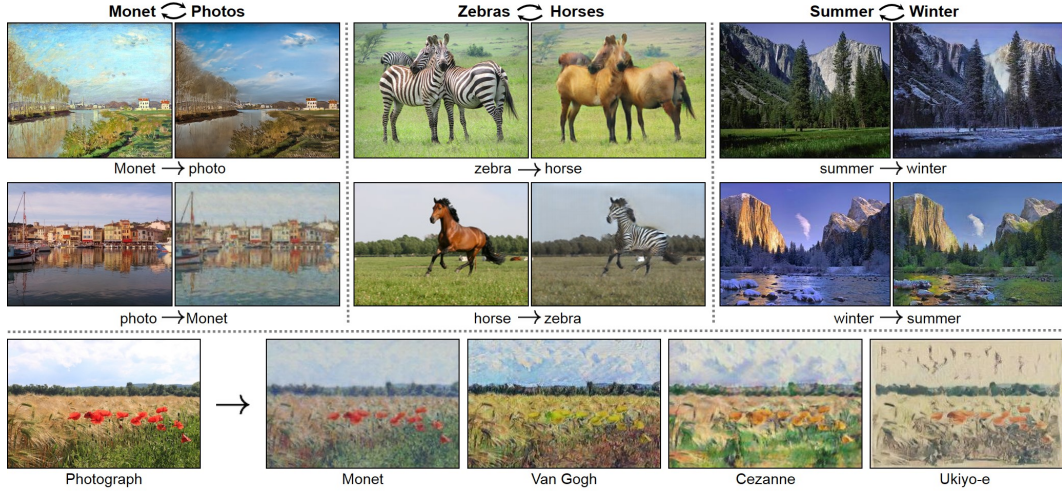 Monet Photos
Zebras Horses
Summer Winter
Monet → photo
zebra → horse
summer → winter
photo → Monet
horse → zebra
winter → summer
Photograph
Monet
Van Gogh
Cezanne
Ukiyo-e